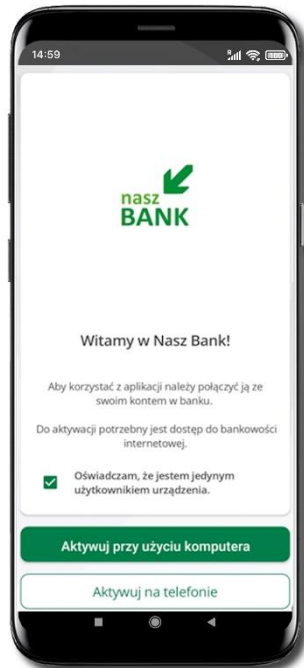 14:59
nasz
BANK
Witamy w Nasz Bank!
Aby korzystać z aplikacji należy połączyć ją ze
swoim kontem w banku.
Do aktywacji potrzebny jest dostęp do bankowości
internetowej.
Oświadczam, że jestem jedynym
użytkownikiem urządzenia.
Aktywuj przy użyciu komputera
Aktywuj na telefonie